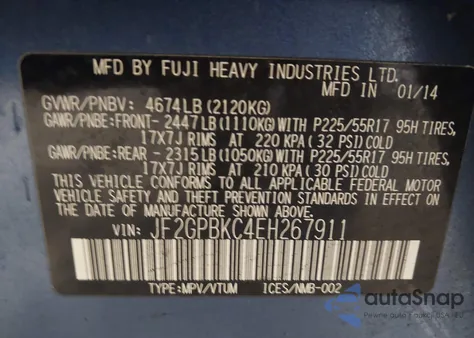 MFD BY FUJI HEAVY INDUSTRIES LTD.
MFD IN 01/14
GVWR/PNBV: 4674LB (2120KG)
GAWR/PNBE: FRONT- 2447LB (1110KG) WITH P225/55R17 95H TIRES,
17X7J RIMS AT 220 KPA (32 PSI) COLD
GAWR/PNBE: REAR - 2315LB (1050KG) WITH P225/55R17 95H TIRES,
17X7J RIMS AT 210 KPA (30 PSI) COLD
THIS VEHICLE CONFORMS TO ALL APPLICABLE FEDERAL MOTOR
VEHICLE SAFETY AND THEFT PREVENTION STANDARDS IN
EFFECT ON THE DATE OF MANUFACTURE SHOWN ABOVE.
VIN: JF2GPBKC4EH267911
TYPE: MPV/VTUM ICES/NMB-002
autaSnap